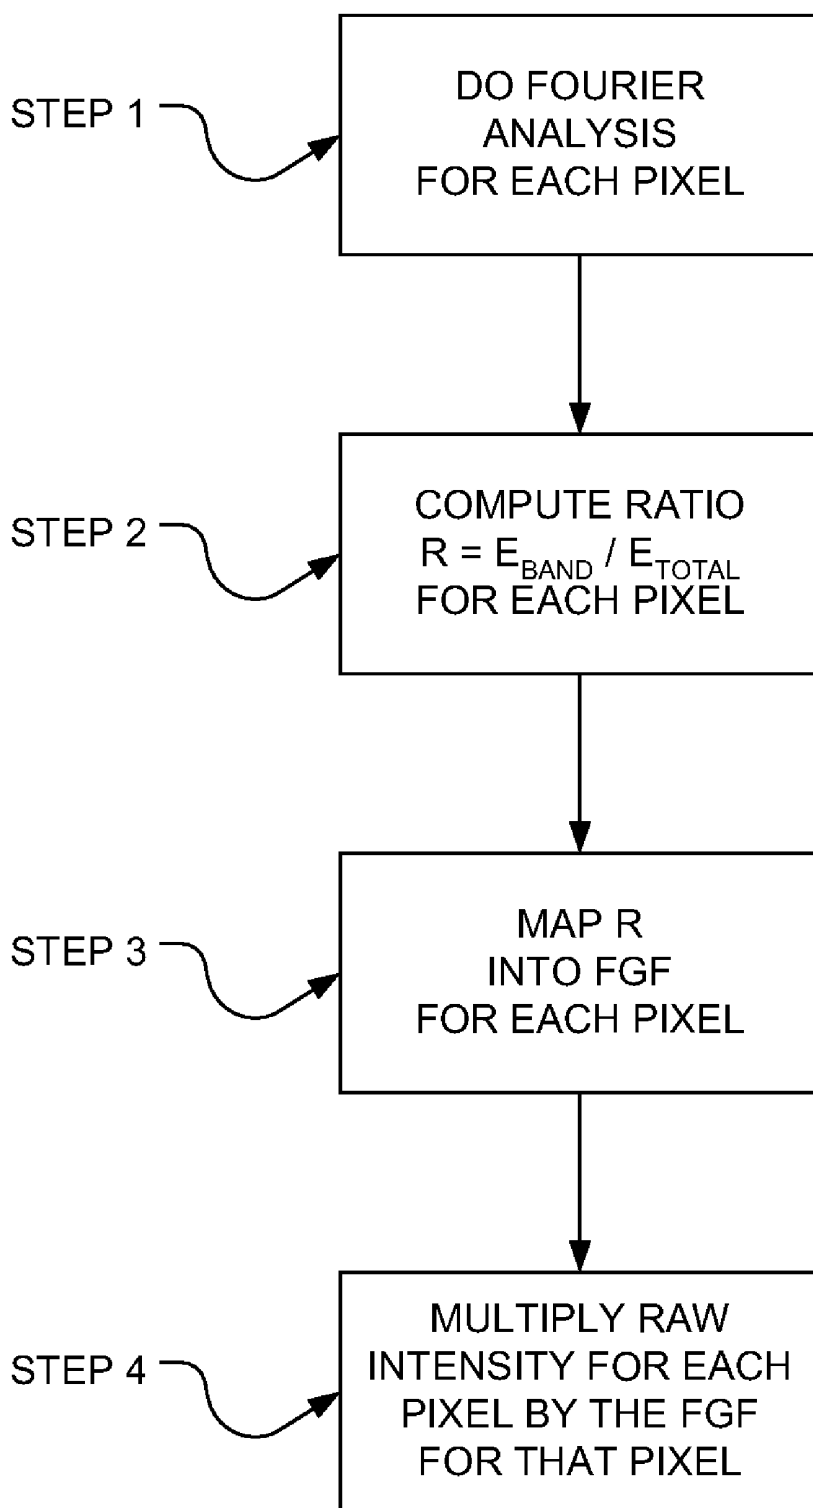 STEP 1
DO FOURIER
ANALYSIS
FOR EACH PIXEL
STEP 2
COMPUTE RATIO
R = E_BAND / E_TOTAL
FOR EACH PIXEL
STEP 3
MAP R
INTO FGF
FOR EACH PIXEL
STEP 4
MULTIPLY RAW
INTENSITY FOR EACH
PIXEL BY THE FGF
FOR THAT PIXEL